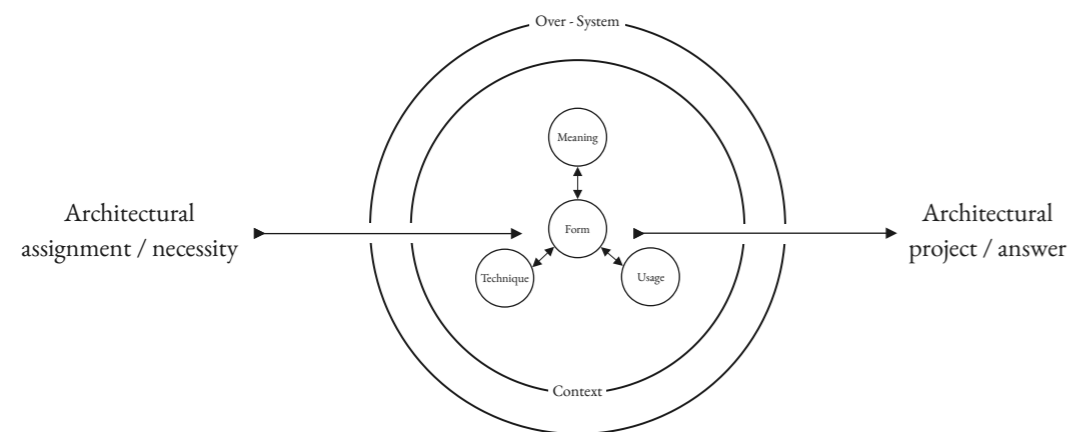 Over - System
Meaning
Architectural
assignment / necessity
Form
Architectural
project / answer
Technique
Usage
Context